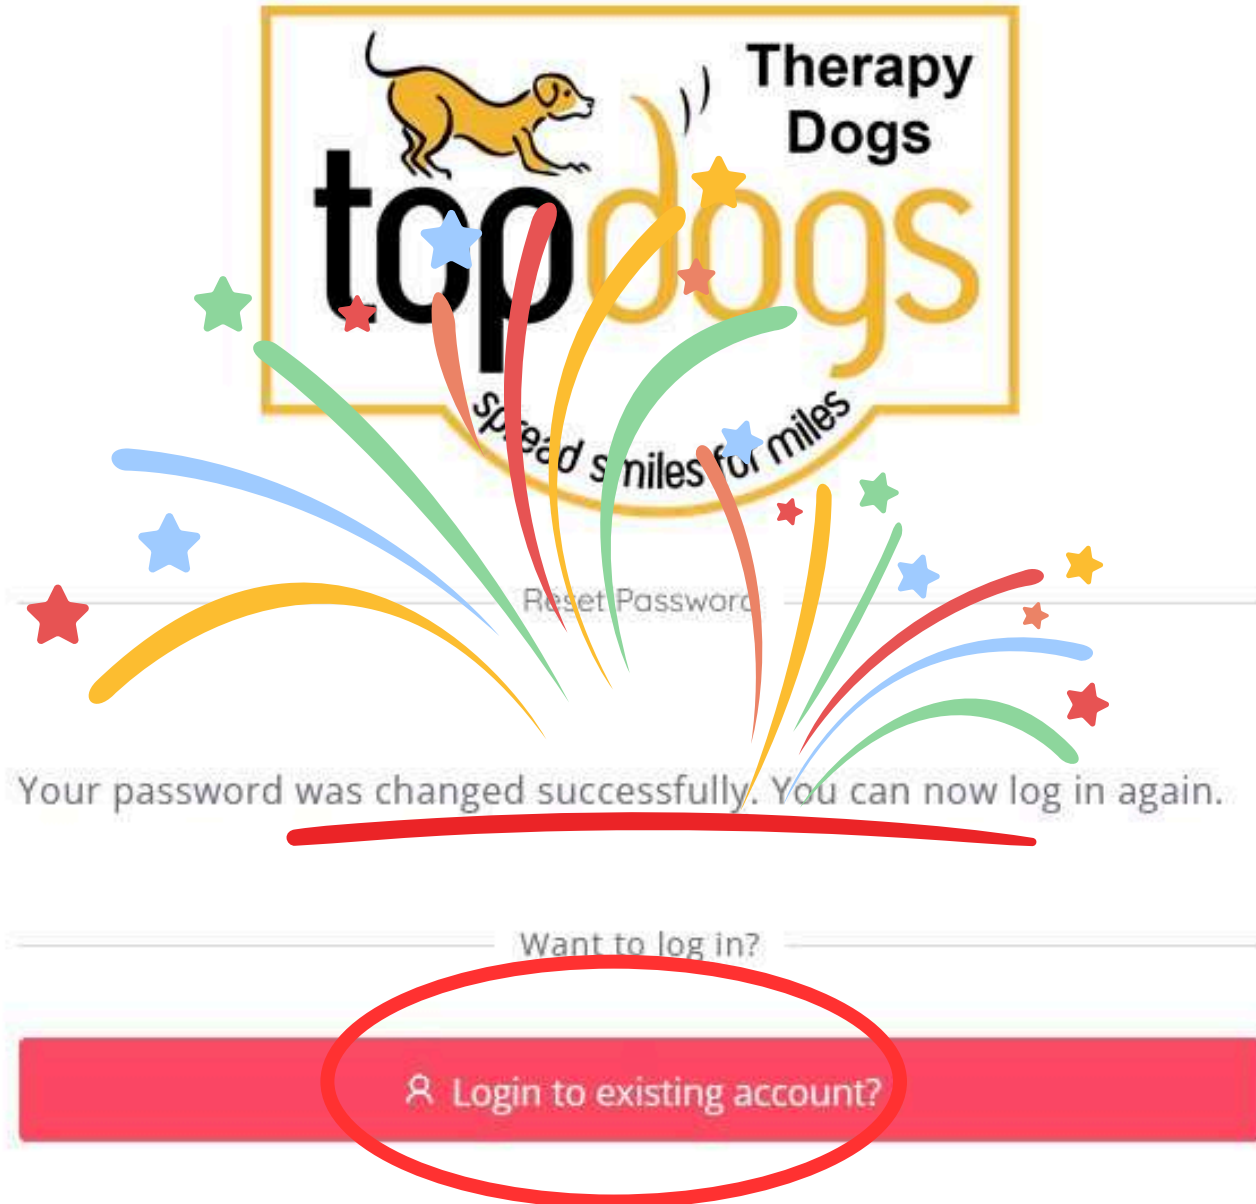 Therapy
Dogs
topdogs
spread smiles for miles
Reset Password
Your password was changed successfully. You can now log in again.
Want to log in?
Login to existing account?